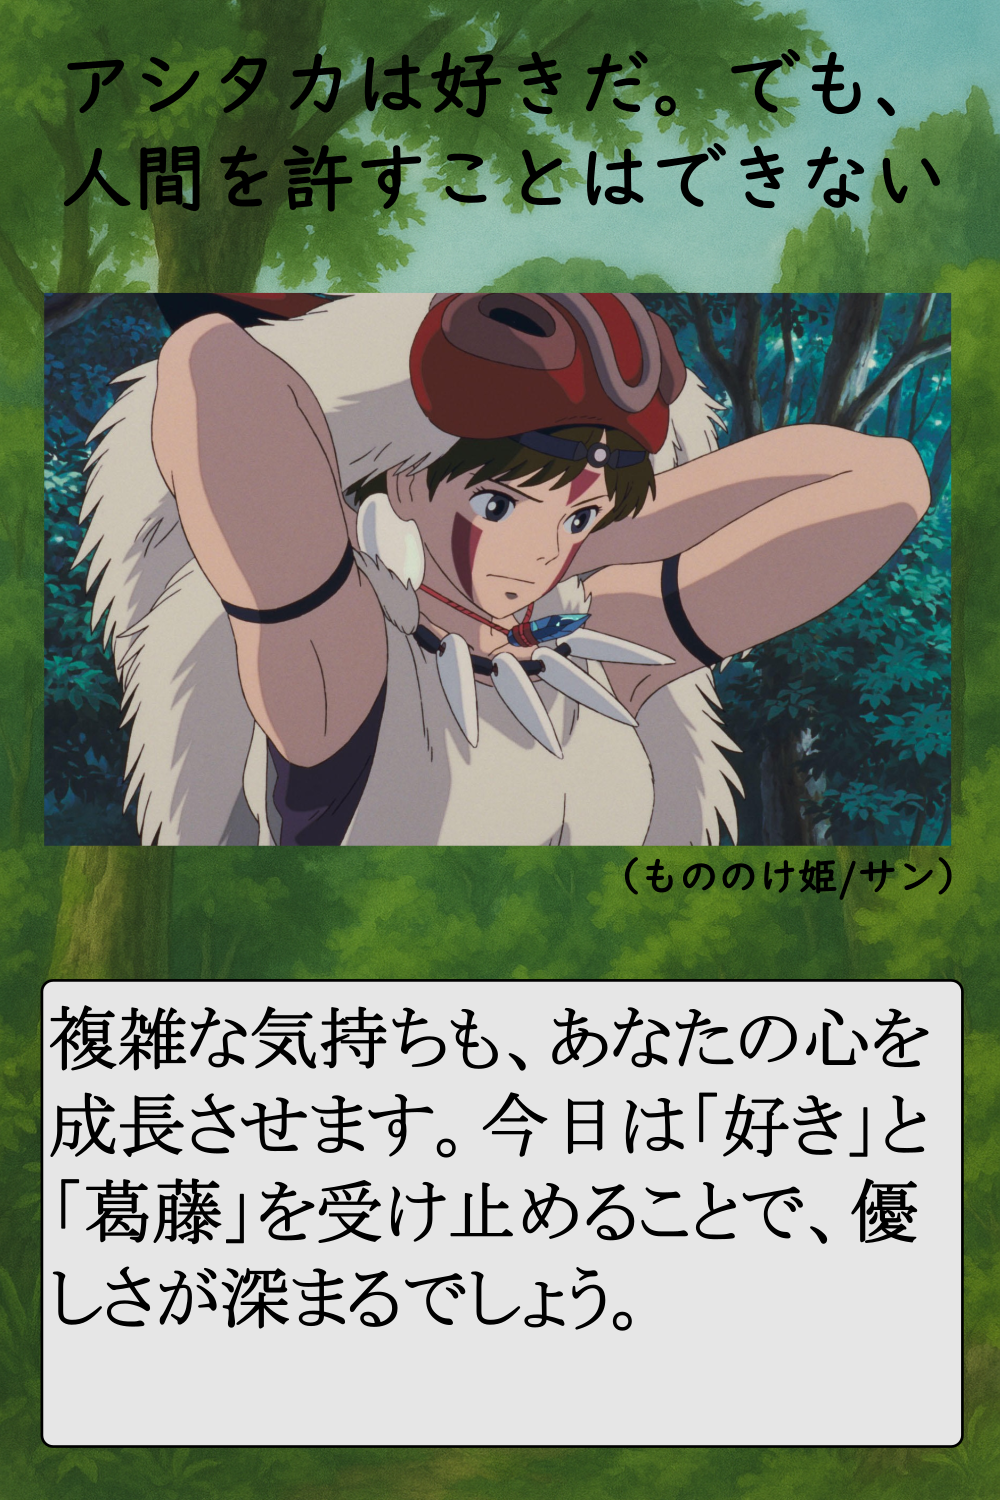 アシタカは好きだ。でも、
人間を許すことはできない
（もののけ姫/サン）
複雑な気持ちも、あなたの心を
成長させます。今日は「好き」と
「葛藤」を受け止めることで、優
しさが深まるでしょう。